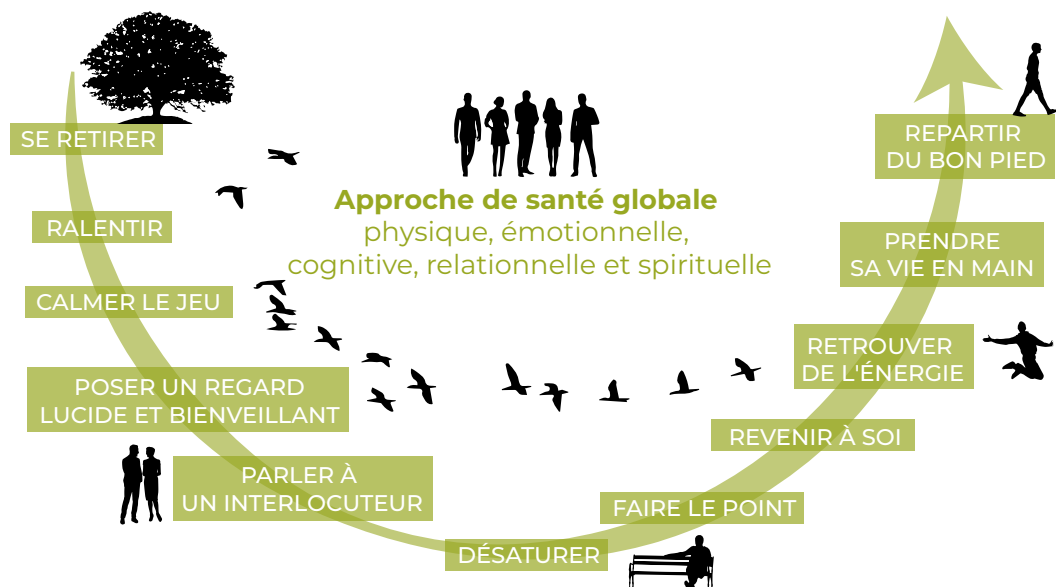 SE RETIRER
RALENTIR
CALMER LE JEU
POSER UN REGARD
LUCIDE ET BIENVEILLANT
PARLER À
UN INTERLOCUTEUR
DÉSATURER
FAIRE LE POINT
REVENIR À SOI
RETROUVER
DE L'ÉNERGIE
PRENDRE
SA VIE EN MAIN
REPARTIR
DU BON PIED
Approche de santé globale
physique, émotionnelle,
cognitive, relationnelle et spirituelle